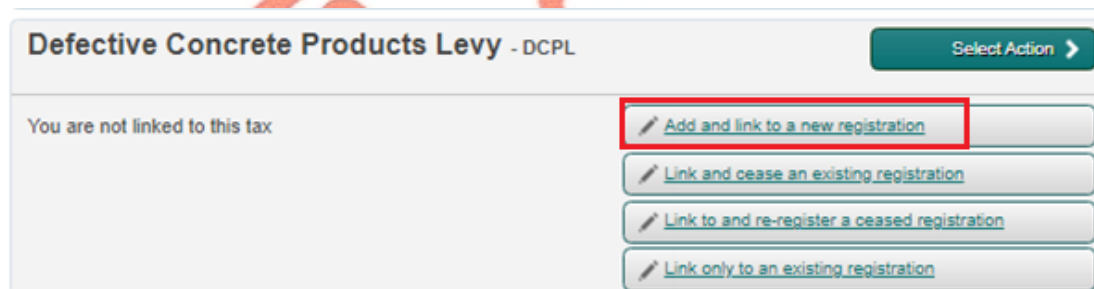 Defective Concrete Products Levy - DCPL
Select Action
You are not linked to this tax
Add and link to a new registration
Link and cease an existing registration
Link to and re-register a ceased registration
Link only to an existing registration